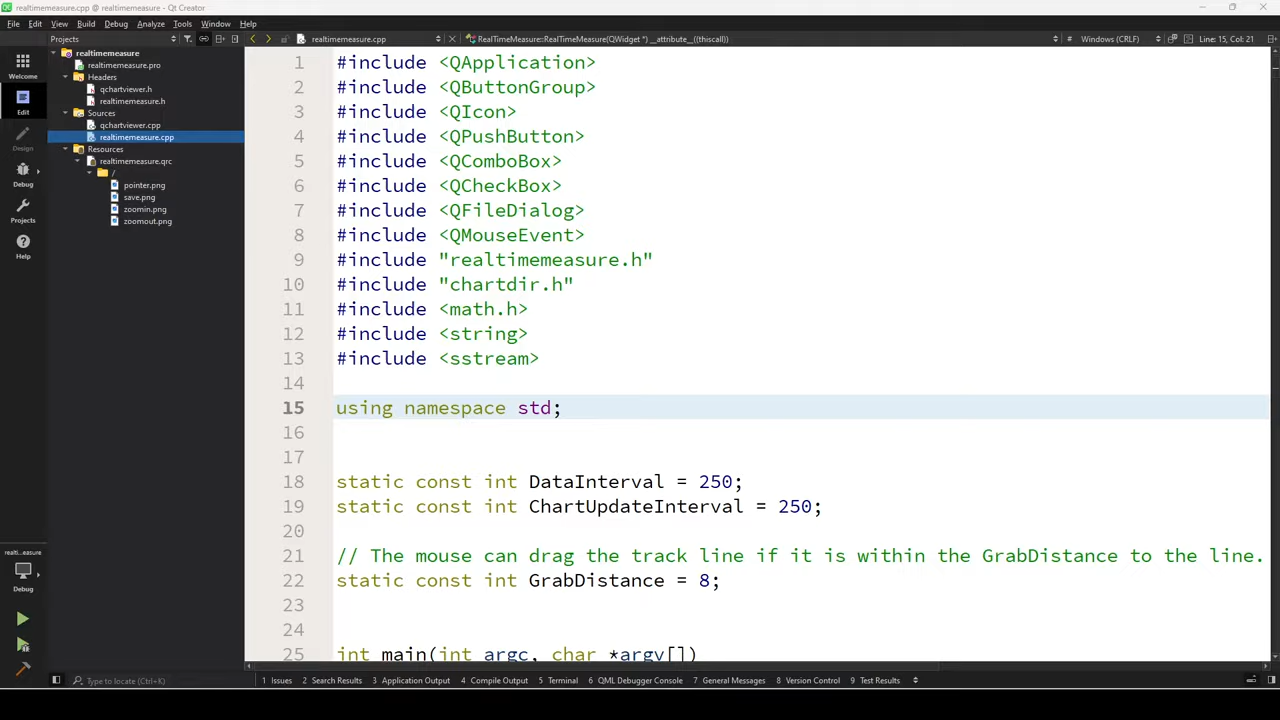 realtimemeasure.cpp @ realtimemeasure - Qt Creator
File Edit View Build Debug Analyze Tools Window Help
Projects
realtimemeasure.cpp
RealTimeMeasure::RealTimeMeasure(QWidget *) __attribute__((thiscall))
#
Windows (CRLF)
Line: 15, Col: 21
Welcome
Edit
Design
Debug
Projects
Help
realti...easure
Debug
realtimemeasure
realtimemeasure.pro
Headers
qchartviewer.h
realtimemeasure.h
Sources
qchartviewer.cpp
realtimemeasure.cpp
Resources
realtimemeasure.qrc
/
pointer.png
save.png
zoomin.png
zoomout.png
1 #include <QApplication>
2 #include <QButtonGroup>
3 #include <QIcon>
4 #include <QPushButton>
5 #include <QComboBox>
6 #include <QCheckBox>
7 #include <QFileDialog>
8 #include <QMouseEvent>
9 #include "realtimemeasure.h"
10 #include "chartdir.h"
11 #include <math.h>
12 #include <string>
13 #include <sstream>
14
15 using namespace std;
16
17
18 static const int DataInterval = 250;
19 static const int ChartUpdateInterval = 250;
20
21 // The mouse can drag the track line if it is within the GrabDistance to the line.
22 static const int GrabDistance = 8;
23
24
25 int main(int argc, char *argv[])
Type to locate (Ctrl+K)
1 Issues 2 Search Results 3 Application Output 4 Compile Output 5 Terminal 6 QML Debugger Console 7 General Messages 8 Version Control 9 Test Results